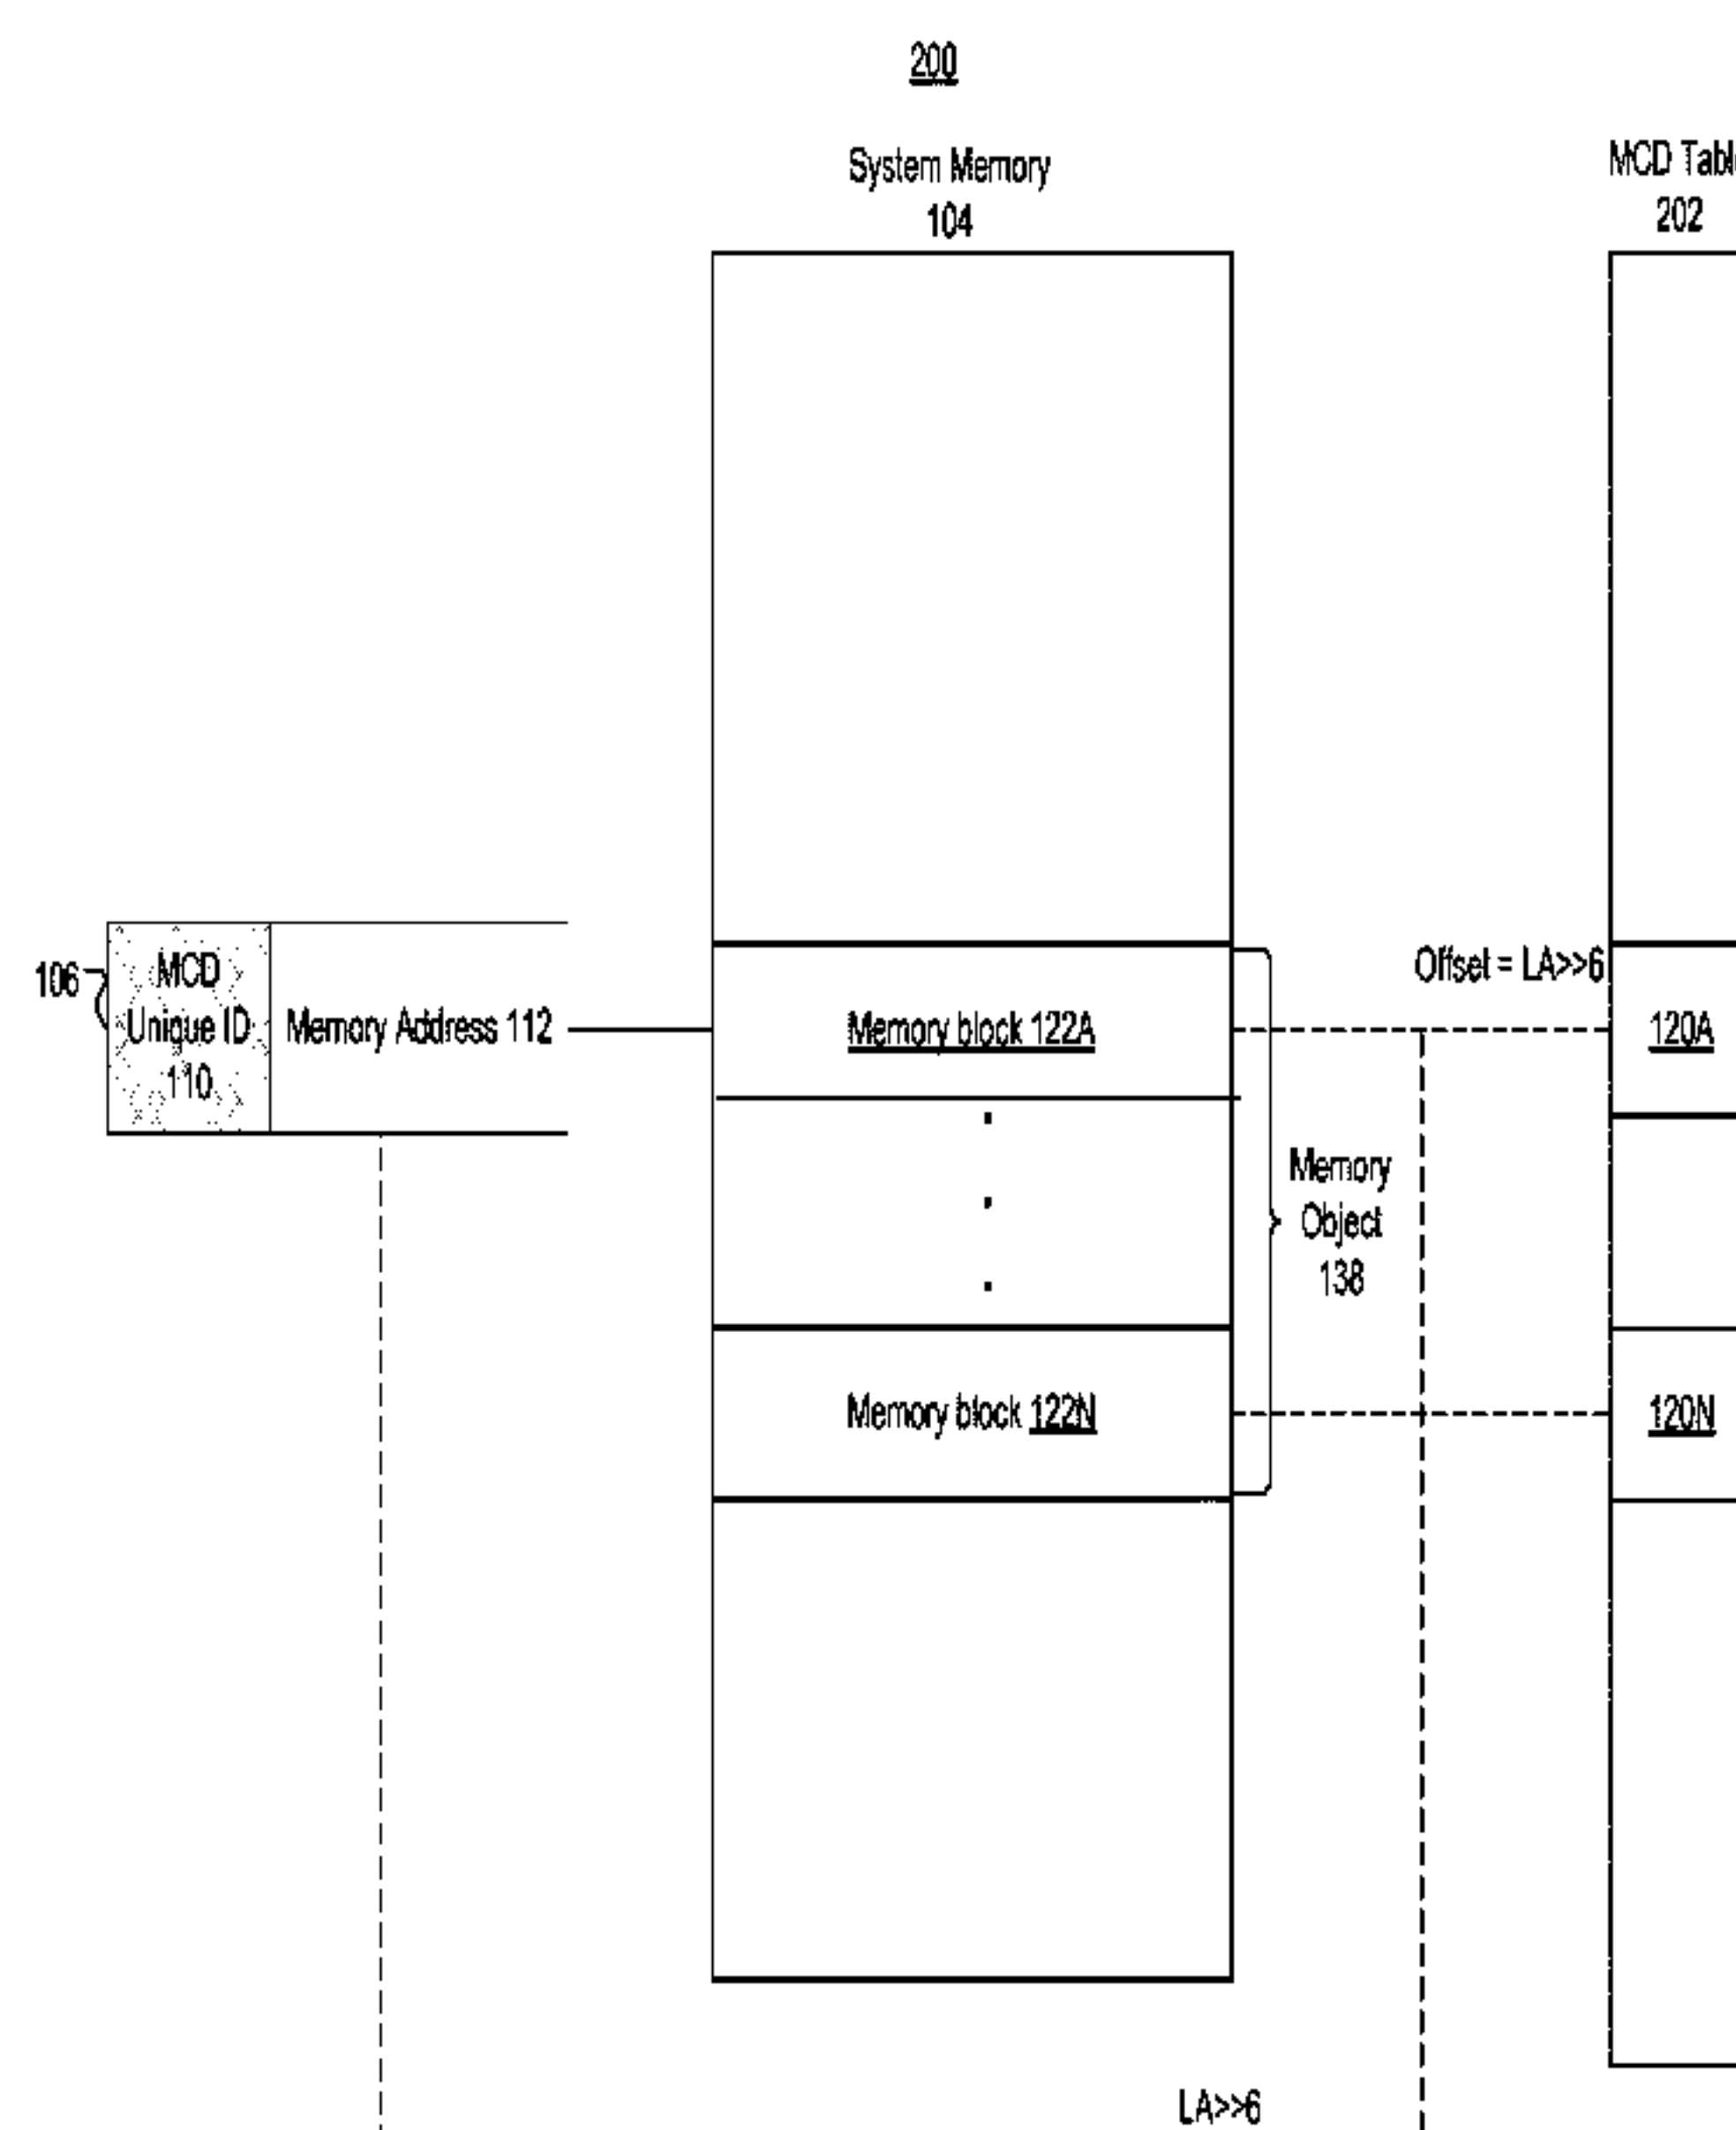 200
System Memory
104
MCD Tabl
202
106
MCD
Unique ID
110
Memory Address 112
Memory block 122A
Offset = LA>>6
120A
Memory
Object
138
Memory block 122N
120N
LA>>6